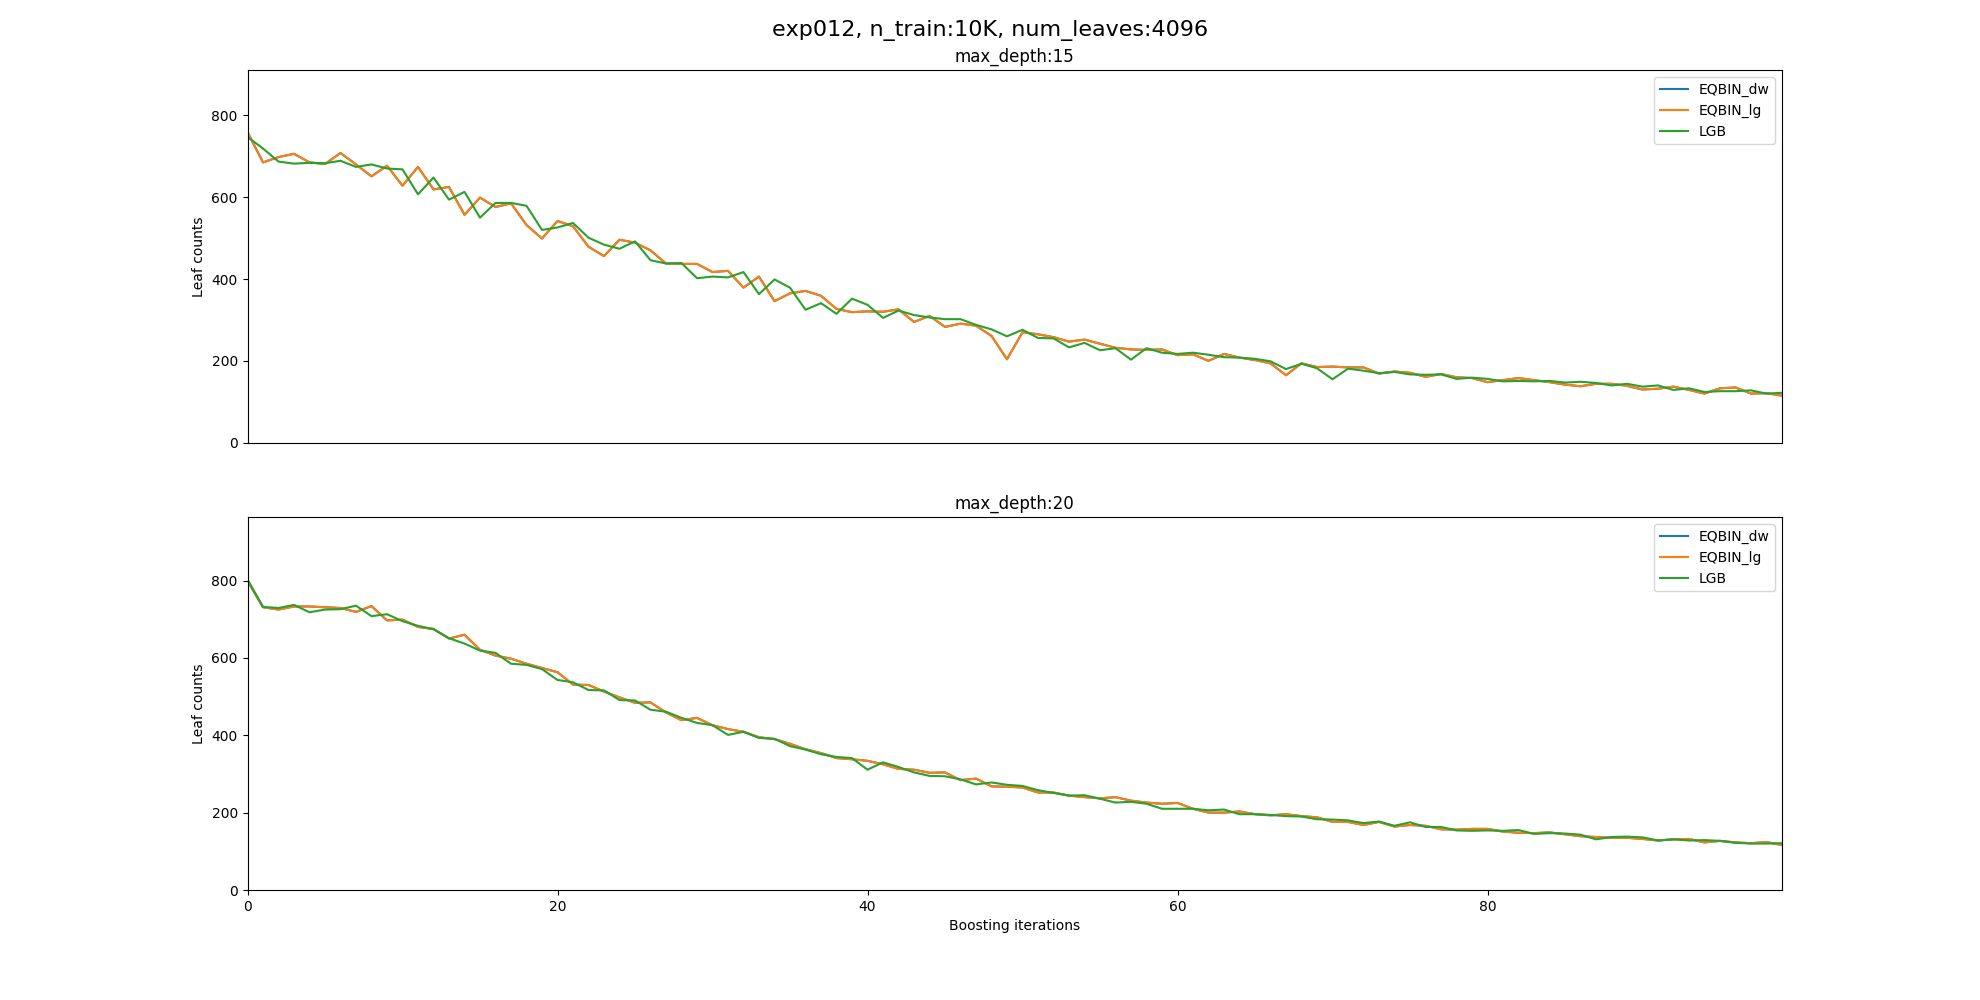 exp012, n_train:10K, num_leaves:4096
max_depth:15
EQBIN_dw
EQBIN_lg
LGB
800
600
400
200
0
Leaf counts
max_depth:20
EQBIN_dw
EQBIN_lg
LGB
800
600
400
200
0
Leaf counts
0 20 40 60 80
Boosting iterations